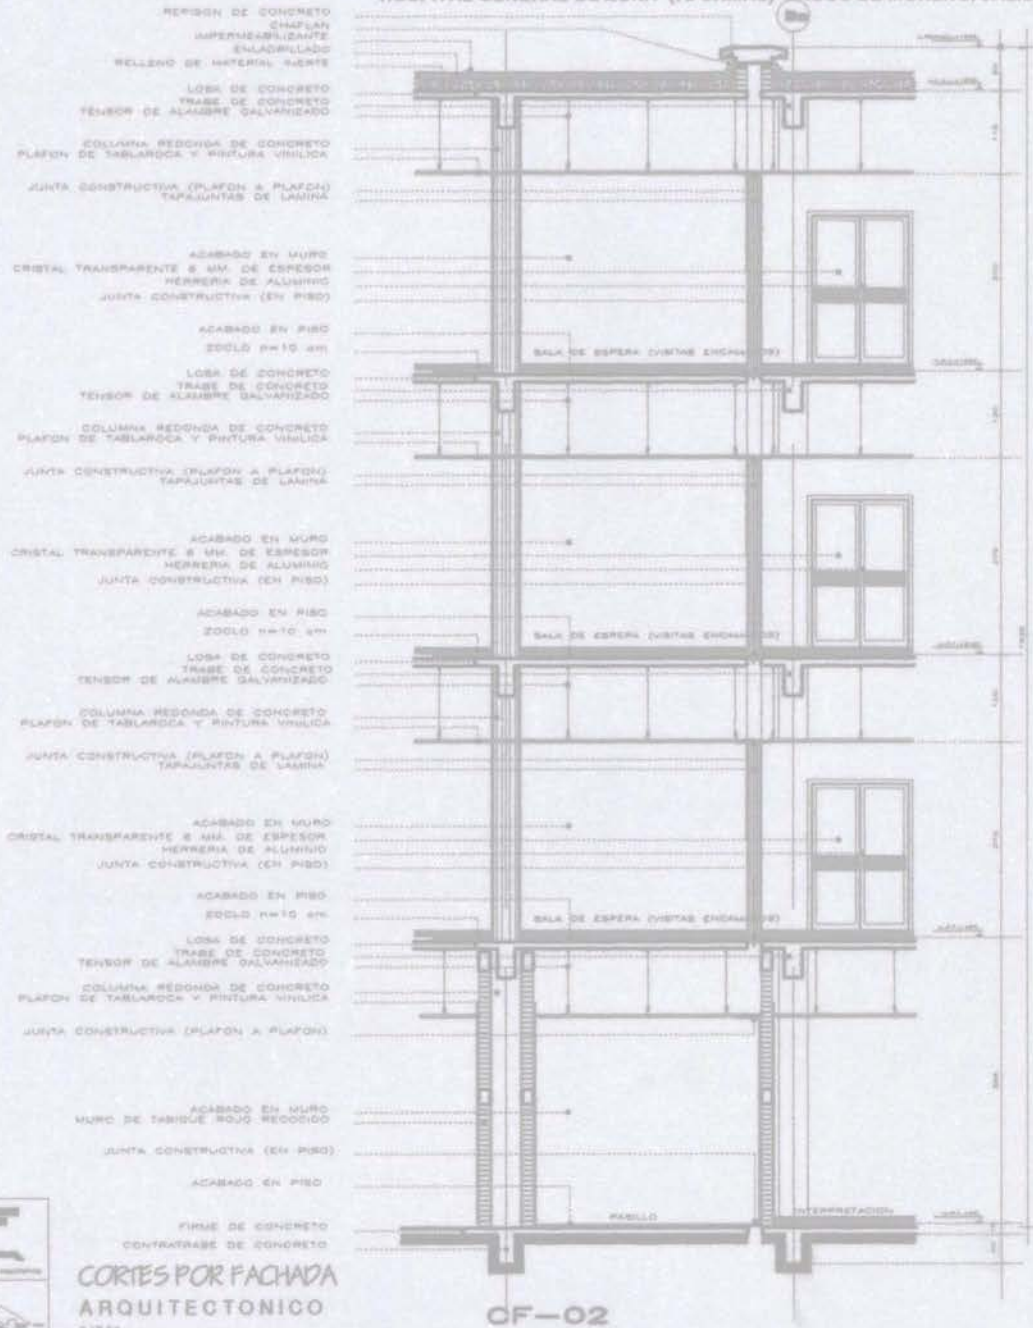 REPISON DE CONCRETO
CHAFLAN
IMPERMEABILIZANTE
ENLADRILLADO
RELLENO DE MATERIAL INERTE
LOSA DE CONCRETO
TRABE DE CONCRETO
TENSOR DE ALAMBRE GALVANIZADO
COLUMNA REDONDA DE CONCRETO
PLAFON DE TABLAROCA Y PINTURA VINILICA
JUNTA CONSTRUCTIVA (PLAFON A PLAFON)
TAPAJUNTAS DE LAMINA
ACABADO EN MURO
CRISTAL TRANSPARENTE 6 MM. DE ESPESOR
HERRERIA DE ALUMINIO
JUNTA CONSTRUCTIVA (EN PISO)
ACABADO EN PISO
ZOCLO h=10 cm
SALA DE ESPERA (VISITAS
LOSA DE CONCRETO
TRABE DE CONCRETO
TENSOR DE ALAMBRE GALVANIZADO
COLUMNA REDONDA DE CONCRETO
PLAFON DE TABLAROCA Y PINTURA VINILICA
JUNTA CONSTRUCTIVA (PLAFON A PLAFON)
TAPAJUNTAS DE LAMINA
ACABADO EN MURO
CRISTAL TRANSPARENTE 6 MM. DE ESPESOR
HERRERIA DE ALUMINIO
JUNTA CONSTRUCTIVA (EN PISO)
ACABADO EN PISO
ZOCLO h=10 cm
SALA DE ESPERA (VISITAS
LOSA DE CONCRETO
TRABE DE CONCRETO
TENSOR DE ALAMBRE GALVANIZADO
COLUMNA REDONDA DE CONCRETO
PLAFON DE TABLAROCA Y PINTURA VINILICA
JUNTA CONSTRUCTIVA (PLAFON A PLAFON)
TAPAJUNTAS DE LAMINA
ACABADO EN MURO
CRISTAL TRANSPARENTE 6 MM. DE ESPESOR
HERRERIA DE ALUMINIO
JUNTA CONSTRUCTIVA (EN PISO)
ACABADO EN PISO
ZOCLO h=10 cm
SALA DE ESPERA (VISITAS
LOSA DE CONCRETO
TRABE DE CONCRETO
TENSOR DE ALAMBRE GALVANIZADO
COLUMNA REDONDA DE CONCRETO
PLAFON DE TABLAROCA Y PINTURA VINILICA
JUNTA CONSTRUCTIVA (PLAFON A PLAFON)
ACABADO EN MURO
MURO DE TABIQUE ROJO RECOCIDO
JUNTA CONSTRUCTIVA (EN PISO)
ACABADO EN PISO
PASILLO
INTERPRETACION
FIRME DE CONCRETO
CONTRATRABE DE CONCRETO
CORTES POR FACHADA
ARQUITECTONICO
CF-02